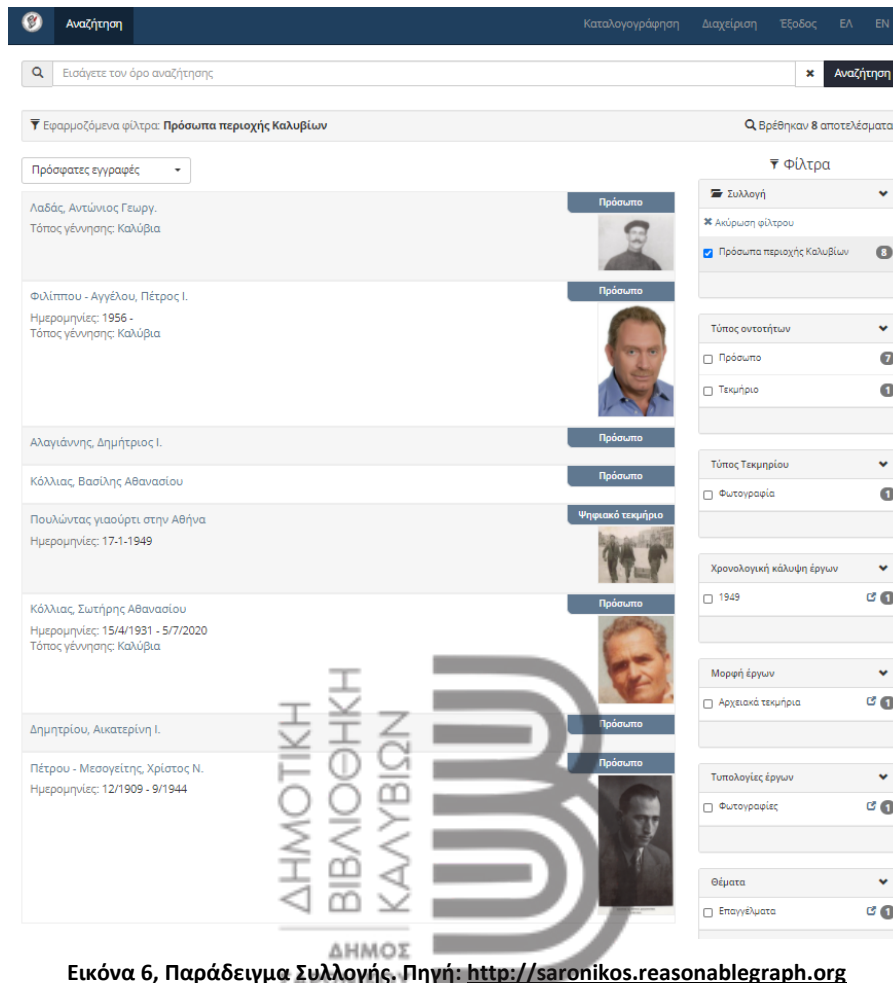 Αναζήτηση
Καταλογογράφηση Διαχείριση Έξοδος ΕΛ EN
Εισάγετε τον όρο αναζήτησης
Αναζήτηση
Εφαρμοζόμενα φίλτρα: Πρόσωπα περιοχής Καλυβίων
Βρέθηκαν 8 αποτελέσματα
Πρόσφατες εγγραφές
Λαδάς, Αντώνιος Γεωργ.
Πρόσωπο
Τόπος γέννησης: Καλύβια
Φιλίππου - Αγγέλου, Πέτρος Ι.
Πρόσωπο
Ημερομηνίες: 1956 -
Τόπος γέννησης: Καλύβια
Αλαγιάννης, Δημήτριος Ι.
Πρόσωπο
Κόλλιας, Βασίλης Αθανασίου
Πρόσωπο
Πουλώντας γιαούρτι στην Αθήνα
Ψηφιακό τεκμήριο
Ημερομηνίες: 17-1-1949
Κόλλιας, Σωτήρης Αθανασίου
Πρόσωπο
Ημερομηνίες: 15/4/1931 - 5/7/2020
Τόπος γέννησης: Καλύβια
Δημητρίου, Αικατερίνη Ι.
Πρόσωπο
Πέτρου - Μεσογείτης, Χρίστος Ν.
Πρόσωπο
Ημερομηνίες: 12/1909 - 9/1944
Φίλτρα
Συλλογή
Ακύρωση φίλτρου
Πρόσωπα περιοχής Καλυβίων 8
Τύπος οντοτήτων
Πρόσωπο 7
Τεκμήριο 1
Τύπος Τεκμηρίου
Φωτογραφία 1
Χρονολογική κάλυψη έργων
1949 1
Μορφή έργων
Αρχειακά τεκμήρια 1
Τυπολογίες έργων
Φωτογραφίες 1
Θέματα
Επαγγέλματα 1
ΔΗΜΟΤΙΚΗ
ΒΙΒΛΙΟΘΗΚΗ
ΚΑΛΥΒΙΩΝ
ΔΗΜΟΣ
Εικόνα 6, Παράδειγμα Συλλογής. Πηγή: http://saronikos.reasonablegraph.org